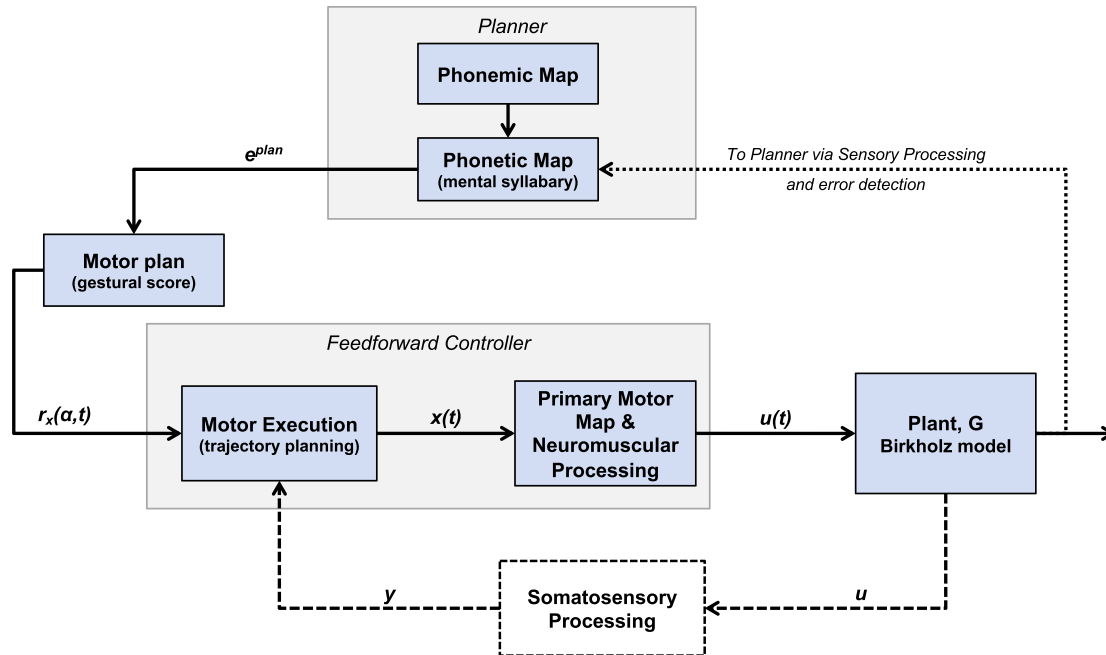 Planner
Phonemic Map
e^plan
Phonetic Map
(mental syllabary)
To Planner via Sensory Processing
and error detection
Motor plan
(gestural score)
Feedforward Controller
r_x(α,t)
Motor Execution
(trajectory planning)
x(t)
Primary Motor
Map &
Neuromuscular
Processing
u(t)
Plant, G
Birkholz model
y
Somatosensory
Processing
u